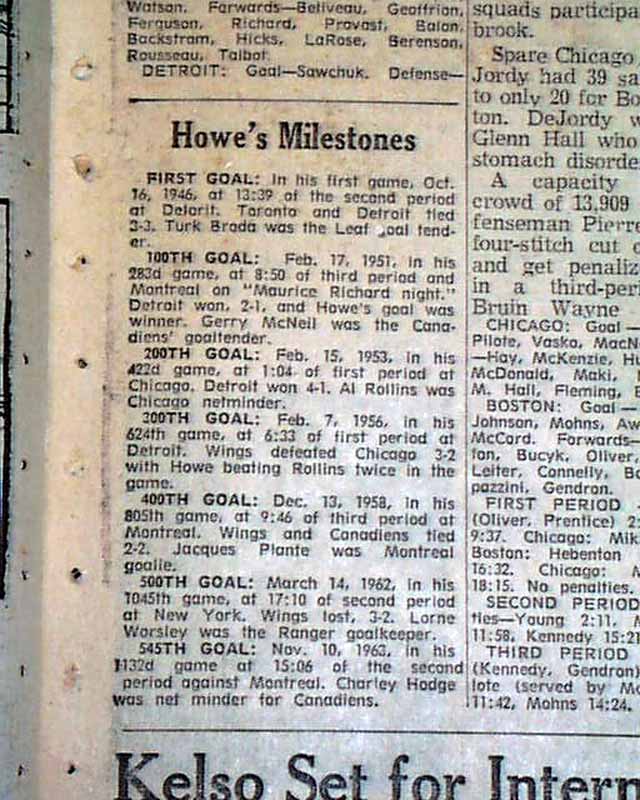 Watson. Forwards—Beliveau, Geoffrion,
Ferguson, Richard, Provost, Balon,
Backstrom, Hicks, LaRose, Berenson,
Rousseau, Talbot.
DETROIT: Goal—Sawchuk. Defense—
Howe's Milestones
FIRST GOAL: In his first game, Oct.
16, 1946, at 13:39 of the second period
at Detorit. Toronto and Detroit tied
3-3. Turk Broda was the Leaf goal tend-
er.
100TH GOAL: Feb. 17, 1951, in his
283d game, at 8:50 of third period and
Montreal on "Maurice Richard night."
Detroit won, 2-1, and Howe's goal was
winner. Gerry McNeil was the Cana-
diens' goaltender.
200TH GOAL: Feb. 15, 1953, in his
422d game, at 1:04 of first period at
Chicago. Detroit won 4-1. Al Rollins was
Chicago netminder.
300TH GOAL: Feb. 7, 1956, in his
624th game, at 6:33 of first period at
Detroit. Wings defeated Chicago 3-2
with Howe beating Rollins twice in the
game.
400TH GOAL: Dec. 13, 1958, in his
805th game, at 9:46 of third period at
Montreal. Wings and Canadiens tied
2-2. Jacques Plante was Montreal
goalie.
500TH GOAL: March 14, 1962, in his
1045th game, at 17:10 of second period
at New York. Wings lost, 3-2. Lorne
Worsley was the Ranger goalkeeper.
545TH GOAL: Nov. 10, 1963, in his
1132d game at 15:06 of the second
period against Montreal. Charley Hodge
was net minder for Canadiens.
Kelso Set for Intern
squads participa
brook.
Spare Chicago
Jordy had 39 sa
to only 20 for Bo
ton. DeJordy w
Glenn Hall who
stomach disorde
A capacity
crowd of 13,909
fenseman Pierre
four-stitch cut
and get penaliz
in a third-peri
Bruin Wayne
CHICAGO: Goal—
Pilote, Vasko, MacN
—Hay, McKenzie, Hu
McDonald, Maki,
M. Hall, Fleming,
BOSTON: Goal—
Johnson, Mohns, Aw
McCord. Forwards—
ton, Bucyk, Oliver,
Leiter, Connelly, B
pazzini, Gendron.
FIRST PERIOD
(Oliver, Prentice) 2:
9:37. Chicago: Mik
Boston: Hebenton
16:32. Chicago: M
18:15. No penalties.
SECOND PERIOD
ties—Young 2:11, M
11:58, Kennedy 15:21
THIRD PERIOD
(Kennedy, Gendron)
lote (served by Mc
11:42, Mohns 14:24.